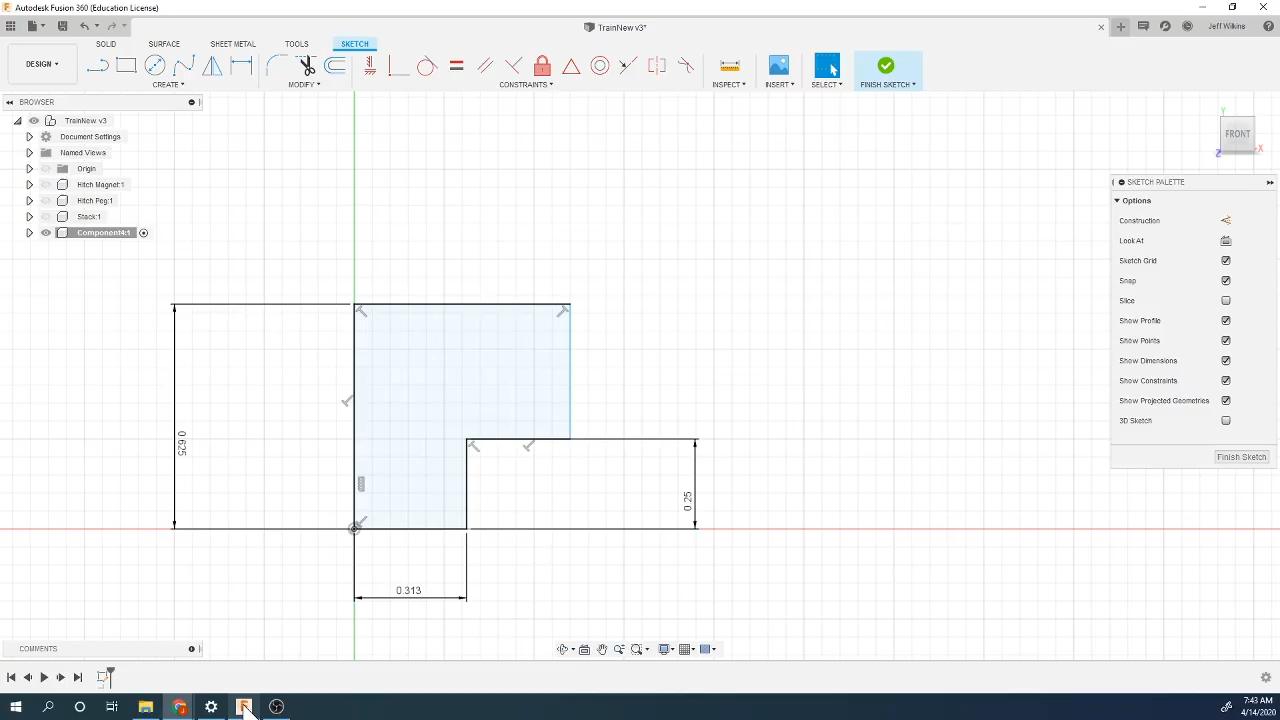 Autodesk Fusion 360 (Education License)
TrainNew v3*
Jeff Wilkins
DESIGN
SOLID
SURFACE
SHEET METAL
TOOLS
SKETCH
CREATE
MODIFY
CONSTRAINTS
INSPECT
INSERT
SELECT
FINISH SKETCH
BROWSER
TrainNew v3
Document Settings
Named Views
Origin
Hitch Magnet:1
Hitch Peg:1
Stack:1
Component4:1
Y
FRONT
Z
X
SKETCH PALETTE
Options
Construction
Look At
Sketch Grid
Snap
Slice
Show Profile
Show Points
Show Dimensions
Show Constraints
Show Projected Geometries
3D Sketch
Finish Sketch
0.625
0.25
0.313
COMMENTS
7:43 AM
4/14/2020